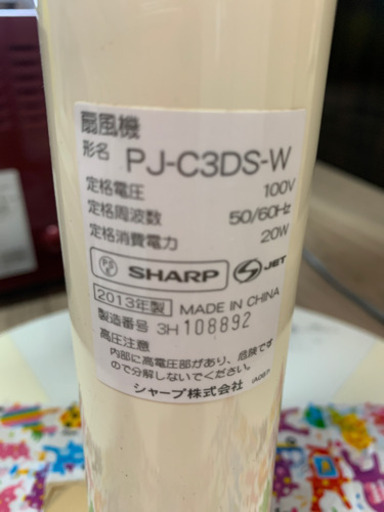 扇風機
形名 PJ-C3DS-W
定格電圧 100V
定格周波数 50/60Hz
定格消費電力 20W
PS E SHARP S JET
2013年製 MADE IN CHINA
製造番号 3H108892
高圧注意
内部に高電圧部があり、危険です
ので分解しないでください。
シャープ株式会社